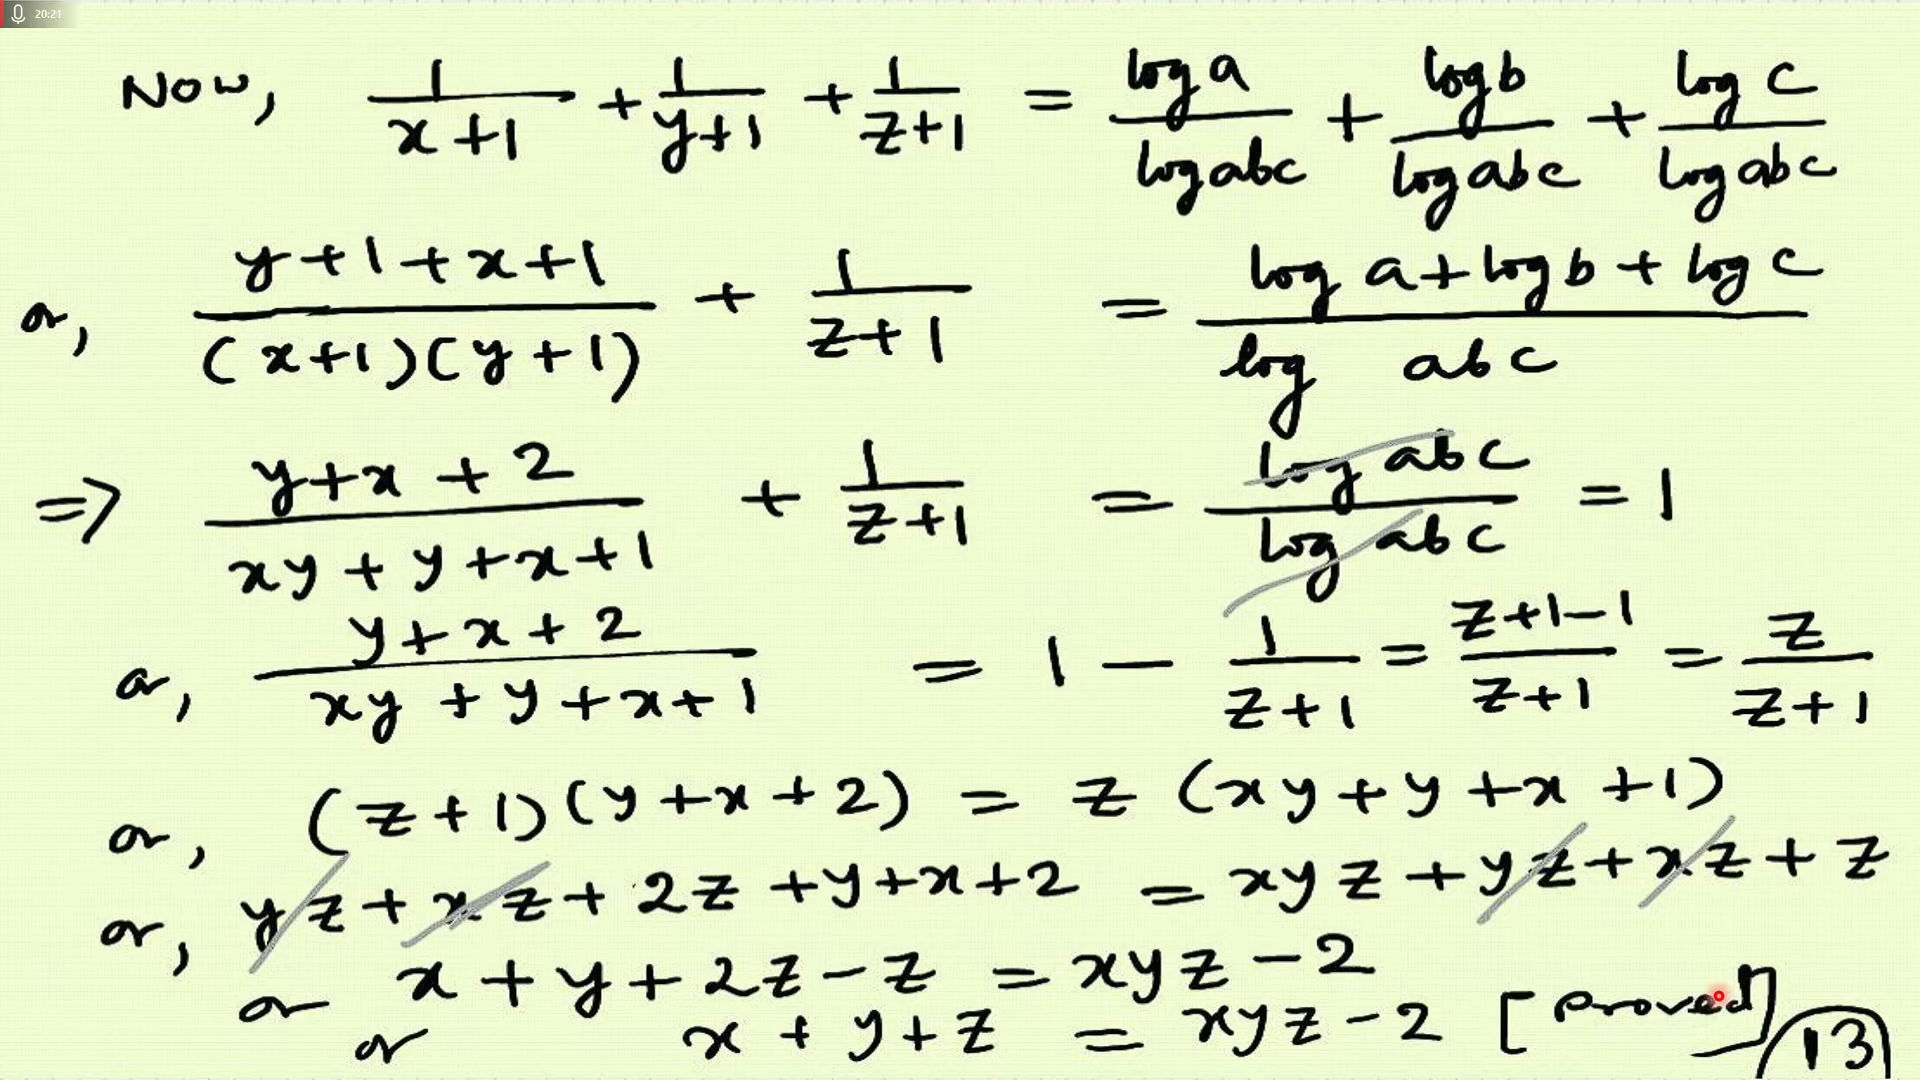 20:21
Now, 1/(x+1) + 1/(y+1) + 1/(z+1) = log a/log abc + log b/log abc + log c/log abc
or, (y+1+x+1)/((x+1)(y+1)) + 1/(z+1) = (log a + log b + log c)/log abc
=> (y+x+2)/(xy+y+x+1) + 1/(z+1) = log abc/log abc = 1
or, (y+x+2)/(xy+y+x+1) = 1 - 1/(z+1) = (z+1-1)/(z+1) = z/(z+1)
or, (z+1)(y+x+2) = z(xy+y+x+1)
or, yz + xz + 2z + y + x + 2 = xyz + yz + xz + z
or x + y + 2z - z = xyz - 2
or x + y + z = xyz - 2 [Proved]
13